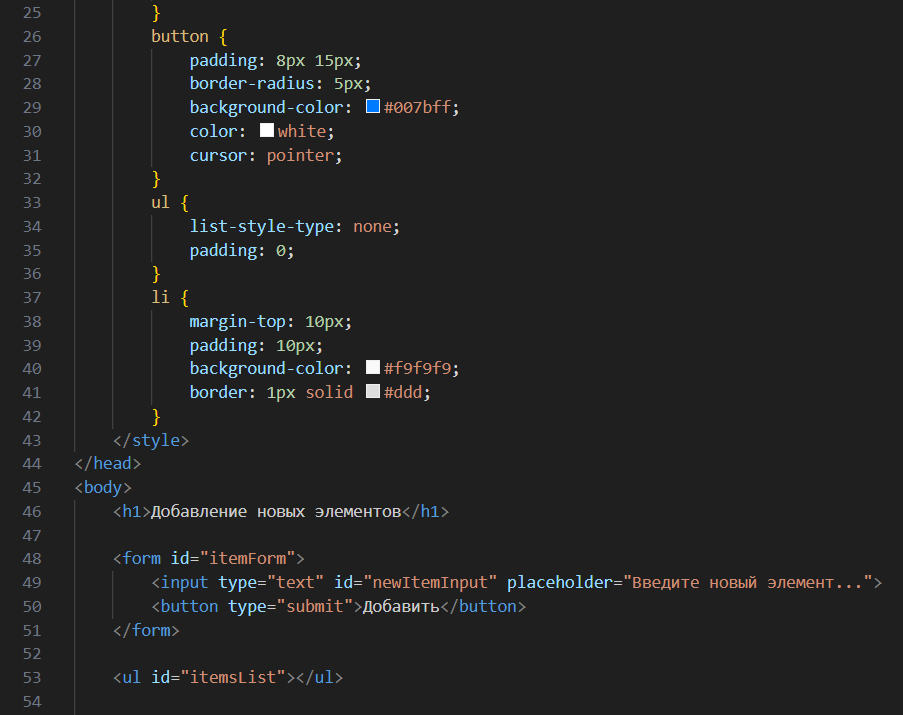 25 }
26 button {
27 padding: 8px 15px;
28 border-radius: 5px;
29 background-color: #007bff;
30 color: white;
31 cursor: pointer;
32 }
33 ul {
34 list-style-type: none;
35 padding: 0;
36 }
37 li {
38 margin-top: 10px;
39 padding: 10px;
40 background-color: #f9f9f9;
41 border: 1px solid #ddd;
42 }
43 </style>
44 </head>
45 <body>
46 <h1>Добавление новых элементов</h1>
47
48 <form id="itemForm">
49 <input type="text" id="newItemInput" placeholder="Введите новый элемент...">
50 <button type="submit">Добавить</button>
51 </form>
52
53 <ul id="itemsList"></ul>
54